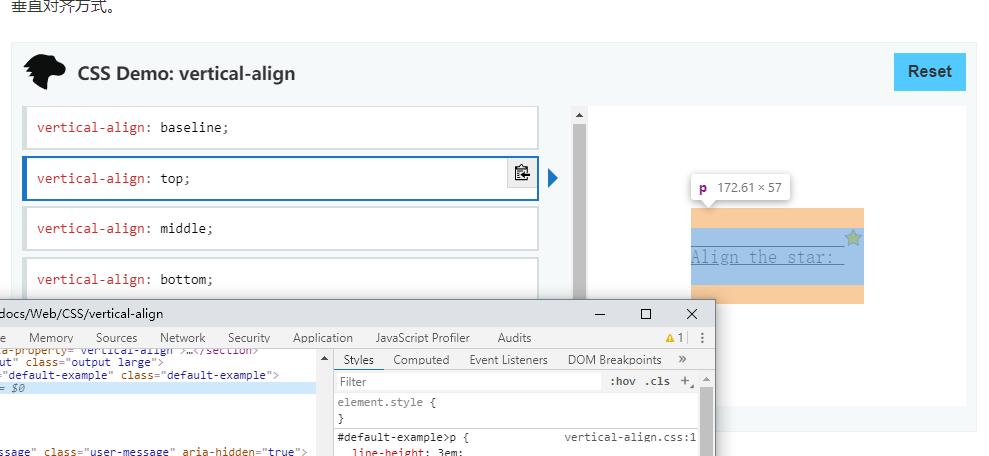 垂直对齐方式。
CSS Demo: vertical-align
Reset
vertical-align: baseline;
vertical-align: top;
vertical-align: middle;
vertical-align: bottom;
p 172.61 × 57
Align the star:
docs/Web/CSS/vertical-align
e Memory Sources Network Security Application JavaScript Profiler Audits 1
a-property="vertical-align">…</section>
ut" class="output large">
="default-example" class="default-example">
= $0
ssage" class="user-message" aria-hidden="true">
Styles Computed Event Listeners DOM Breakpoints »
Filter :hov .cls +
element.style {
}
#default-example>p { vertical-align.css:1
line-height: 3em;